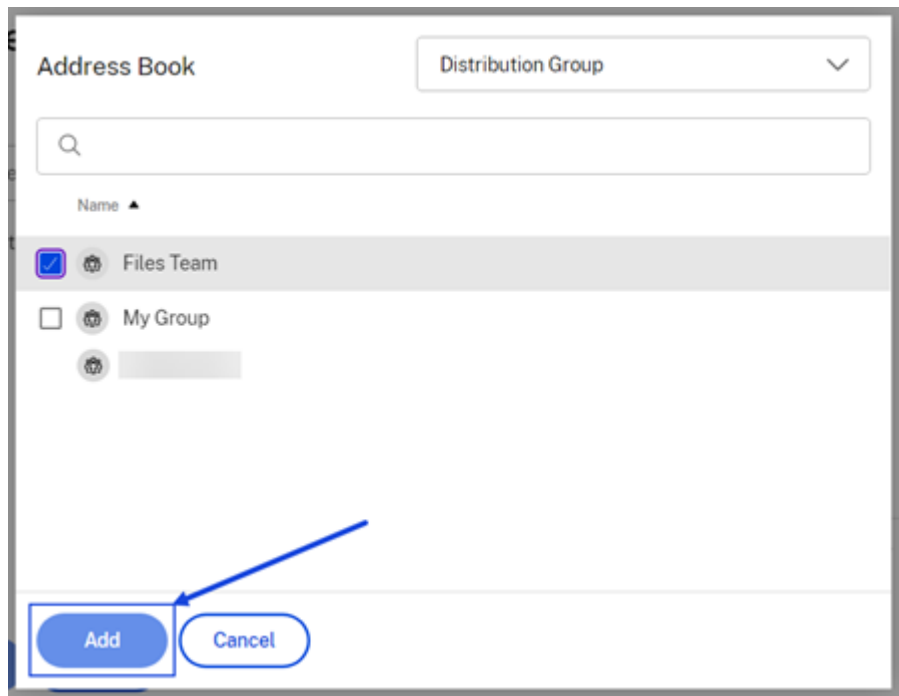 Address Book
Distribution Group
Name
Files Team
My Group
Add
Cancel